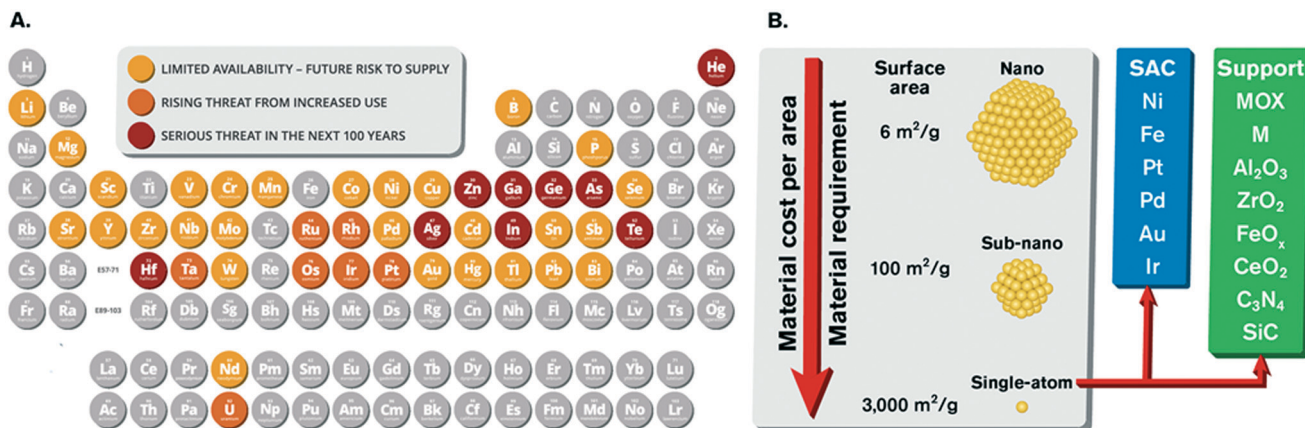 A.
LIMITED AVAILABILITY – FUTURE RISK TO SUPPLY
RISING THREAT FROM INCREASED USE
SERIOUS THREAT IN THE NEXT 100 YEARS
H He
Li Be B C N O F Ne
Na Mg Al Si P S Cl Ar
K Ca Sc Ti V Cr Mn Fe Co Ni Cu Zn Ga Ge As Se Br Kr
Rb Sr Y Zr Nb Mo Tc Ru Rh Pd Ag Cd In Sn Sb Te I Xe
Cs Ba E57-71 Hf Ta W Re Os Ir Pt Au Hg Tl Pb Bi Po At Rn
Fr Ra E89-103 Rf Db Sg Bh Hs Mt Ds Rg Cn Nh Fl Mc Lv Ts Og
La Ce Pr Nd Pm Sm Eu Gd Tb Dy Ho Er Tm Yb Lu
Ac Th Pa U Np Pu Am Cm Bk Cf Es Fm Md No Lr
B.
Material cost per area
Material requirement
Surface
area
Nano
6 m²/g
Sub-nano
100 m²/g
Single-atom
3,000 m²/g
SAC
Ni
Fe
Pt
Pd
Au
Ir
Support
MOX
M
Al₂O₃
ZrO₂
FeOₓ
CeO₂
C₃N₄
SiC